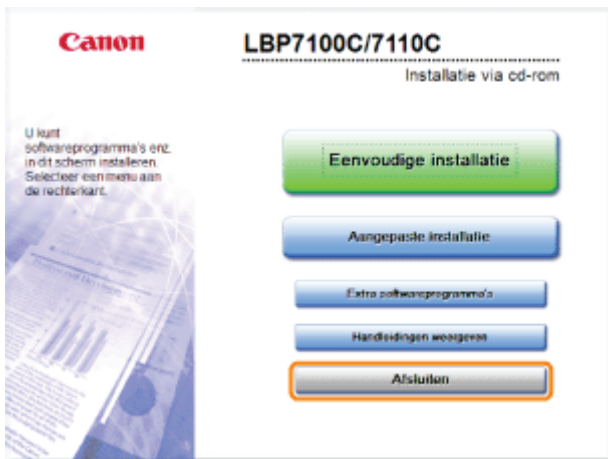 Canon
LBP7100C/7110C
Installatie via cd-rom
U kunt
softwareprogramma's enz.
in dit scherm installeren.
Selecteer een menu aan
de rechterkant.
Eenvoudige installatie
Aangepaste installatie
Extra softwareprogramma's
Handleidingen weergeven
Afsluiten